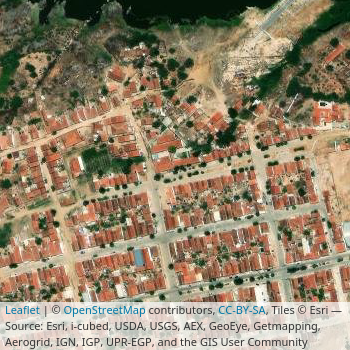 Leaflet | © OpenStreetMap contributors, CC-BY-SA, Tiles © Esri —
Source: Esri, i-cubed, USDA, USGS, AEX, GeoEye, Getmapping,
Aerogrid, IGN, IGP, UPR-EGP, and the GIS User Community